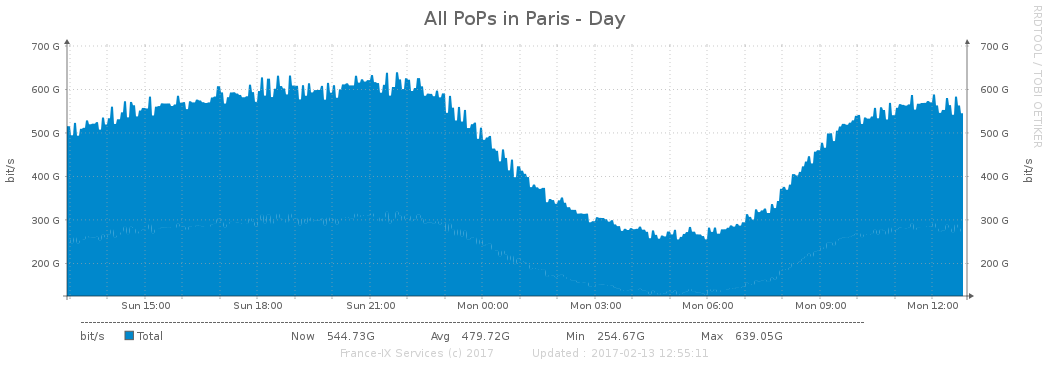 All PoPs in Paris - Day
RRDTOOL / TOBI OETIKER
700 G 700 G
600 G 600 G
500 G 500 G
400 G 400 G
300 G 300 G
200 G 200 G
bit/s bit/s
Sun 15:00 Sun 18:00 Sun 21:00 Mon 00:00 Mon 03:00 Mon 06:00 Mon 09:00 Mon 12:00
bit/s Total Now 544.73G Avg 479.72G Min 254.67G Max 639.05G
France-IX Services (c) 2017 Updated : 2017-02-13 12:55:11